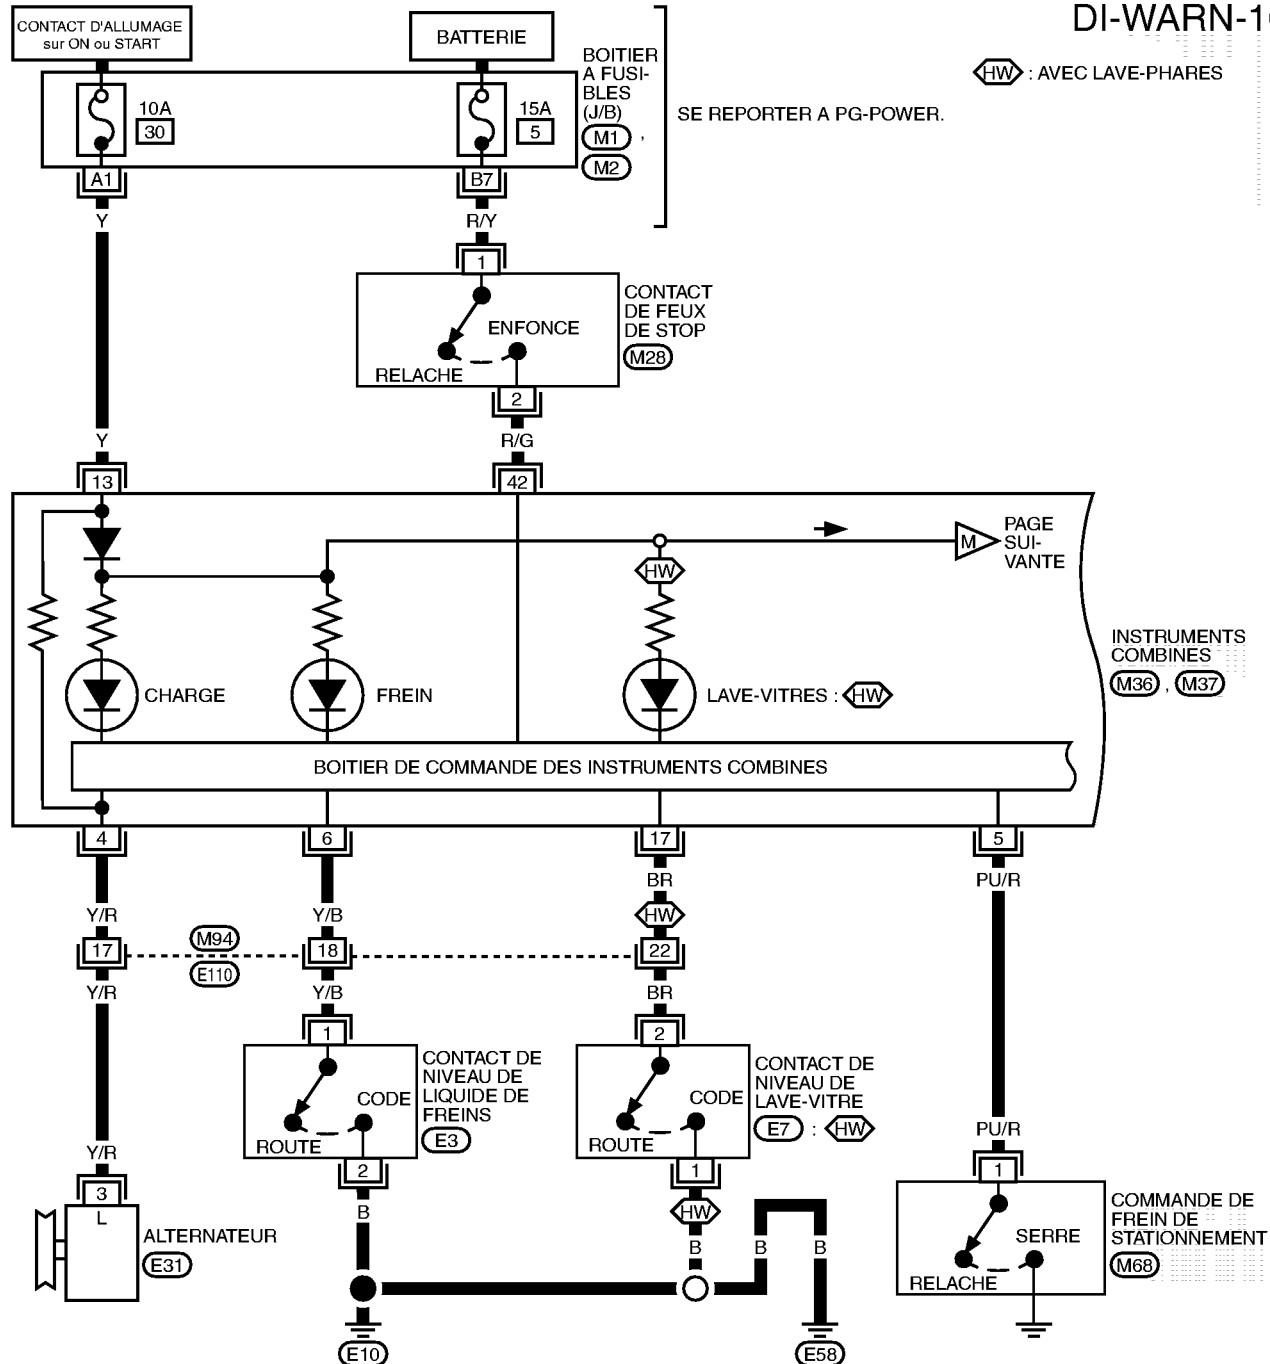 DI-WARN-1
CONTACT D'ALLUMAGE
sur ON ou START
BATTERIE
HW : AVEC LAVE-PHARES
10A
30
15A
5
BOITIER
A FUSI-
BLES
(J/B)
M1 ,
M2
SE REPORTER A PG-POWER.
A1
B7
Y
R/Y
1
CONTACT
DE FEUX
DE STOP
M28
ENFONCE
RELACHE
2
Y
R/G
13
42
M
PAGE
SUI-
VANTE
HW
CHARGE
FREIN
LAVE-VITRES : HW
INSTRUMENTS
COMBINES
M36 , M37
BOITIER DE COMMANDE DES INSTRUMENTS COMBINES
4
6
17
5
BR
PU/R
Y/R
Y/B
HW
17
M94
E110
18
22
Y/R
Y/B
BR
1
2
CONTACT DE
NIVEAU DE
LIQUIDE DE
FREINS
E3
CODE
ROUTE
CONTACT DE
NIVEAU DE
LAVE-VITRE
E7 : HW
CODE
ROUTE
Y/R
PU/R
2
1
3
1
L
ALTERNATEUR
E31
B
HW
B
B
B
COMMANDE DE
FREIN DE
STATIONNEMENT
M68
SERRE
RELACHE
E10
E58